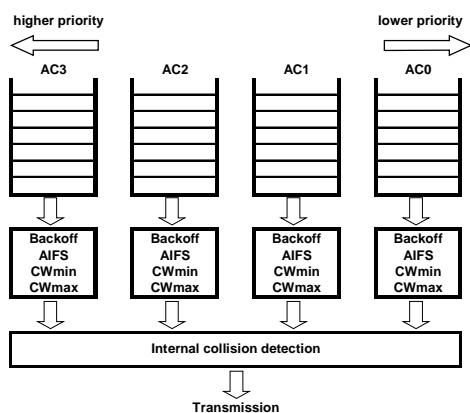 higher priority
lower priority
AC3
AC2
AC1
AC0
Backoff
AIFS
CWmin
CWmax
Backoff
AIFS
CWmin
CWmax
Backoff
AIFS
CWmin
CWmax
Backoff
AIFS
CWmin
CWmax
Internal collision detection
Transmission